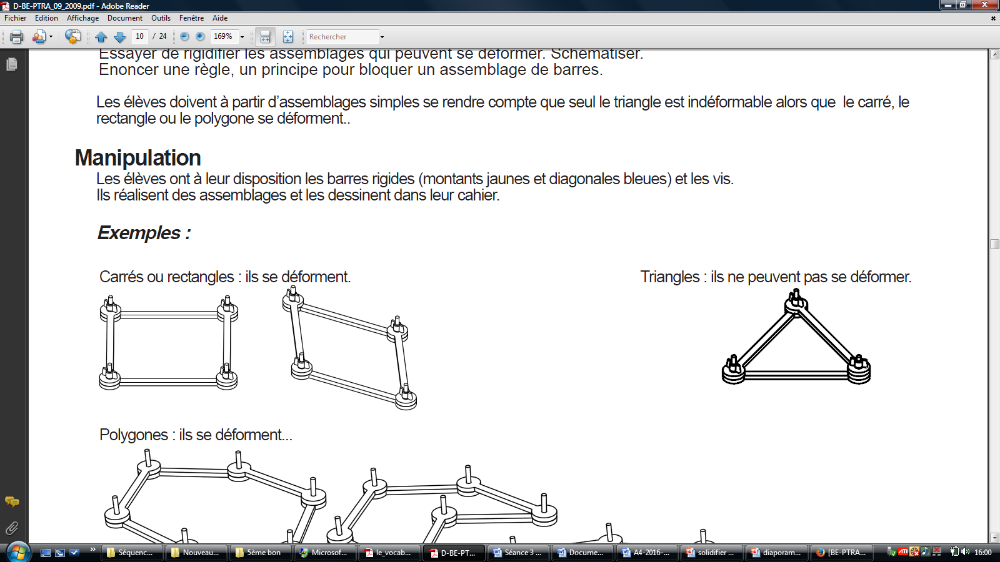 D-BE-PTRA_09_2009.pdf - Adobe Reader
Fichier Edition Affichage Document Outils Fenêtre Aide
10 / 24 169% Rechercher
Essayer de rigidifier les assemblages qui peuvent se déformer. Schématiser.
Enoncer une règle, un principe pour bloquer un assemblage de barres.
Les élèves doivent à partir d'assemblages simples se rendre compte que seul le triangle est indéformable alors que le carré, le
rectangle ou le polygone se déforment..
Manipulation
Les élèves ont à leur disposition les barres rigides (montants jaunes et diagonales bleues) et les vis.
Ils réalisent des assemblages et les dessinent dans leur cahier.
Exemples :
Carrés ou rectangles : ils se déforment. Triangles : ils ne peuvent pas se déformer.
Polygones : ils se déforment...
» Séquenc... Nouveau... 5ème bon Microsof... le_vocab... D-BE-PT... Séance 3 ... Docume... A4-2016-... solidifier ... diaporam... [BE-PTRA... ATI 16:00